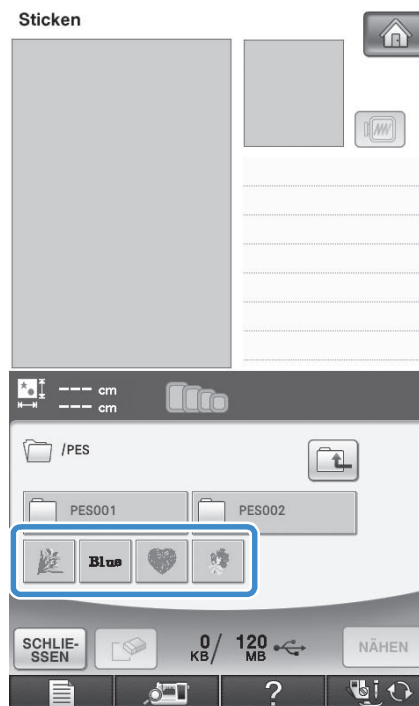 Sticken
--- cm
--- cm
/PES
PES001 PES002
Blue
SCHLIE-
SSEN
0
KB/
120
MB
NÄHEN
?